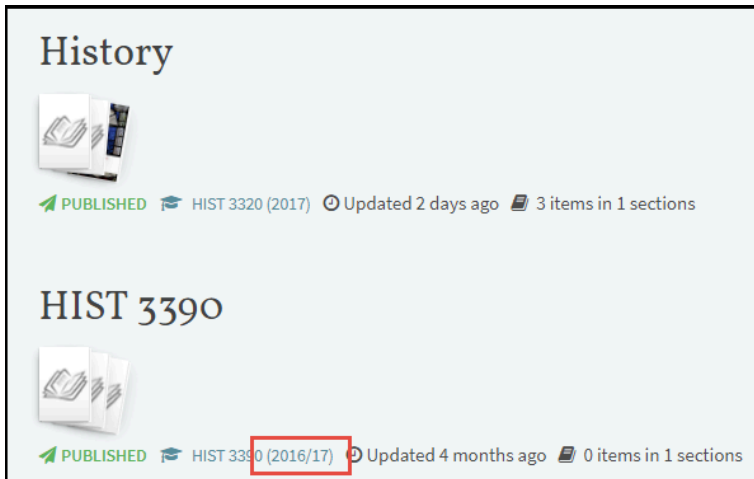 History
PUBLISHED HIST 3320 (2017) Updated 2 days ago 3 items in 1 sections
HIST 3390
PUBLISHED HIST 3390 (2016/17) Updated 4 months ago 0 items in 1 sections